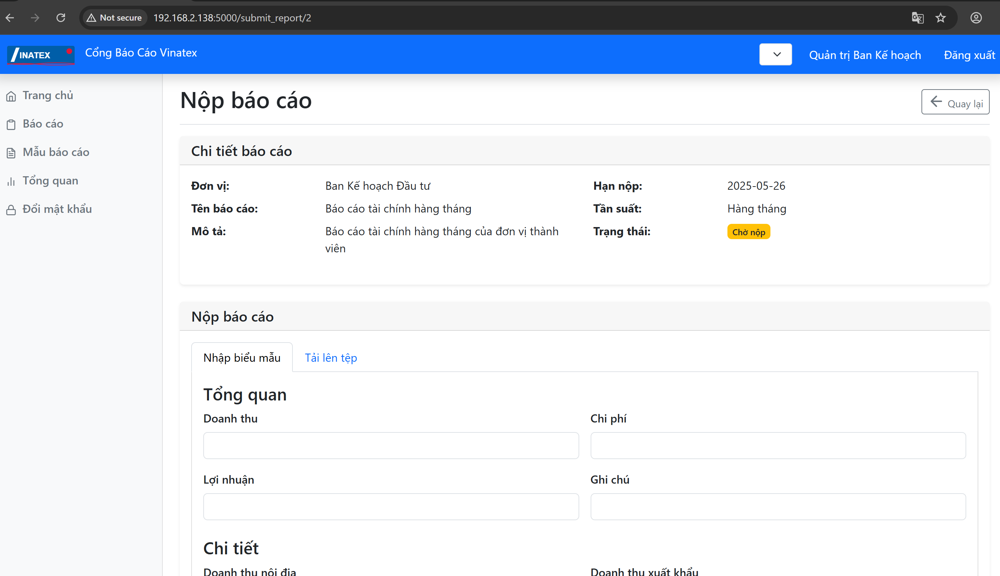 Not secure
192.168.2.138:5000/submit_report/2
INATEX
Cổng Báo Cáo Vinatex
Quản trị Ban Kế hoạch
Đăng xuất
Trang chủ
Báo cáo
Mẫu báo cáo
Tổng quan
Đổi mật khẩu
Nộp báo cáo
Quay lại
Chi tiết báo cáo
Đơn vị:
Ban Kế hoạch Đầu tư
Hạn nộp:
2025-05-26
Tên báo cáo:
Báo cáo tài chính hàng tháng
Tần suất:
Hàng tháng
Mô tả:
Báo cáo tài chính hàng tháng của đơn vị thành
viên
Trạng thái:
Chờ nộp
Nộp báo cáo
Nhập biểu mẫu
Tải lên tệp
Tổng quan
Doanh thu
Chi phí
Lợi nhuận
Ghi chú
Chi tiết
Doanh thu nội địa
Doanh thu xuất khẩu